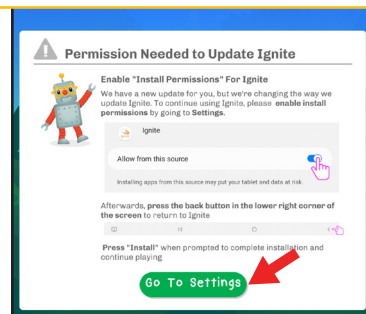 Permission Needed to Update Ignite
Enable "Install Permissions" For Ignite
We have a new update for you, but we're changing the way we
update Ignite. To continue using Ignite, please enable install
permissions by going to Settings.
Ignite
Allow from this source
Installing apps from this source may put your tablet and data at risk
Afterwards, press the back button in the lower right corner of
the screen to return to Ignite
Press "Install" when prompted to complete installation and
continue playing
Go To Settings